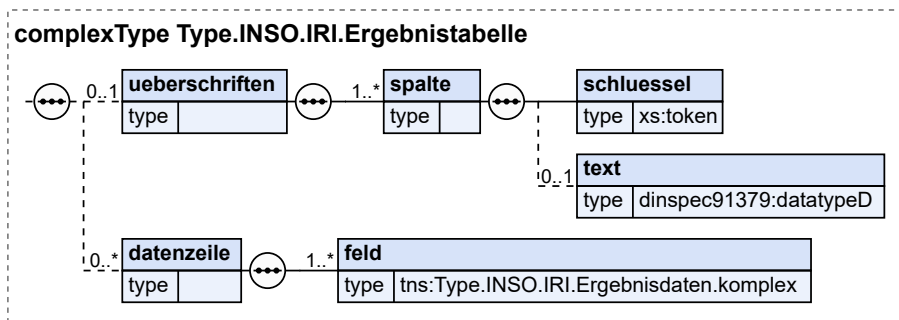 complexType Type.INSO.IRI.Ergebnistabelle
0..1 ueberschriften 1..* spalte schluessel
type type type xs:token
0..1 text
type dinspec91379:datatypeD
0..* datenzeile 1..* feld
type type tns:Type.INSO.IRI.Ergebnisdaten.komplex